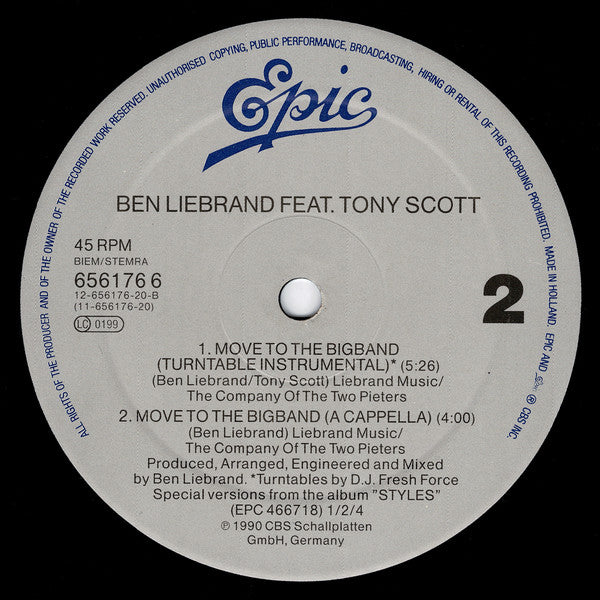 ALL RIGHTS OF THE PRODUCER AND OF THE OWNER OF THE RECORDED WORK RESERVED. UNAUTHORISED COPYING, PUBLIC PERFORMANCE, BROADCASTING, HIRING OR RENTAL OF THIS RECORDING PROHIBITED. MADE IN HOLLAND. EPIC AND Epic ® CBS INC.
Epic
BEN LIEBRAND FEAT. TONY SCOTT
45 RPM
BIEM/STEMRA
656176 6
12-656176-20-B
(11-656176-20)
LC 0199
2
1. MOVE TO THE BIGBAND
(TURNTABLE INSTRUMENTAL)* (5:26)
(Ben Liebrand/Tony Scott) Liebrand Music/
The Company Of The Two Pieters
2. MOVE TO THE BIGBAND (A CAPPELLA) (4:00)
(Ben Liebrand) Liebrand Music/
The Company Of The Two Pieters
Produced, Arranged, Engineered and Mixed
by Ben Liebrand. *Turntables by D.J. Fresh Force
Special versions from the album "STYLES"
(EPC 466718) 1/2/4
℗ 1990 CBS Schallplatten
GmbH, Germany